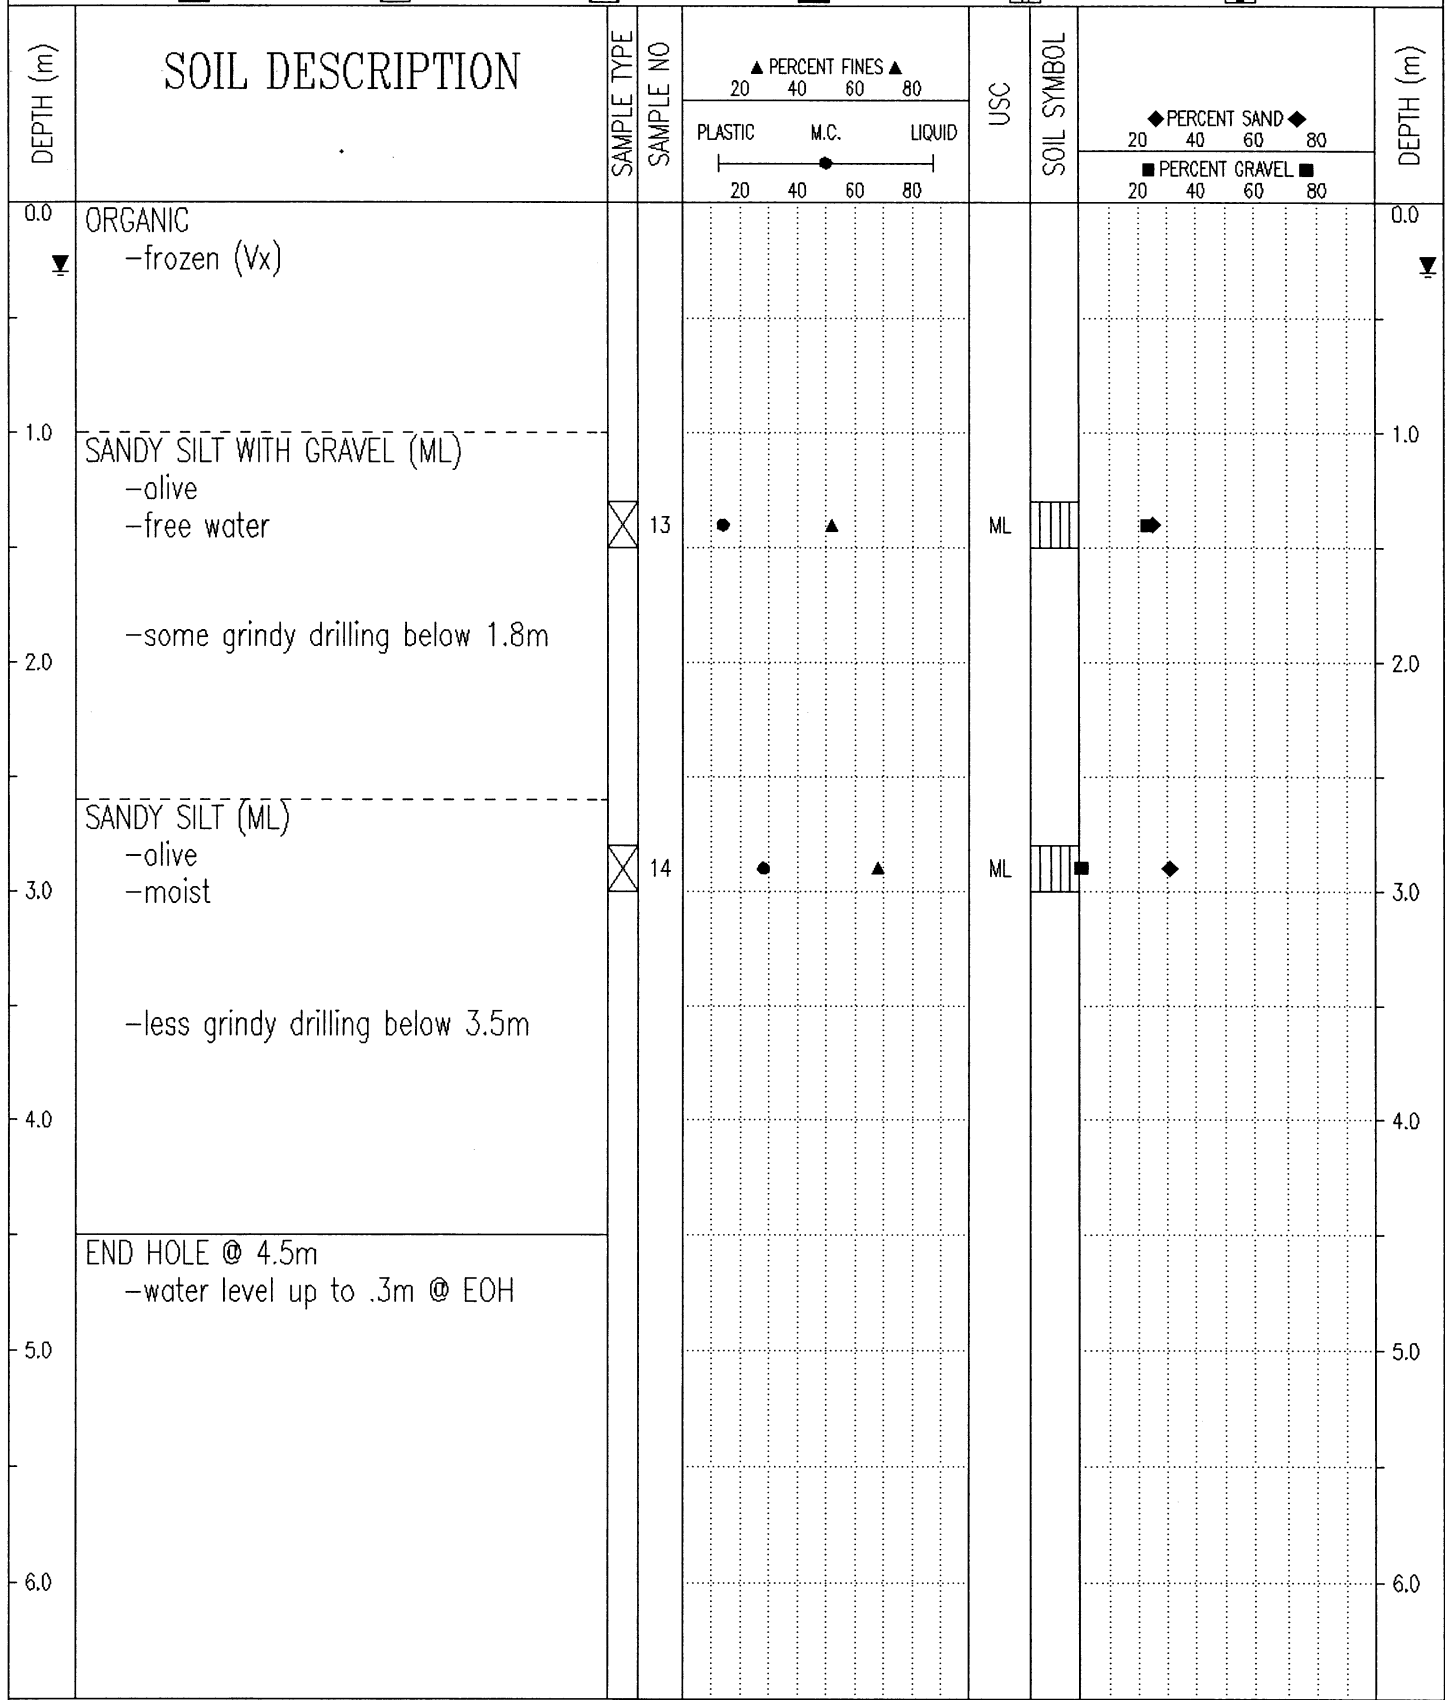 DEPTH (m)
SOIL DESCRIPTION
SAMPLE TYPE
SAMPLE NO
▲ PERCENT FINES ▲
20 40 60 80
PLASTIC M.C. LIQUID
20 40 60 80
USC
SOIL SYMBOL
◆ PERCENT SAND ◆
20 40 60 80
■ PERCENT GRAVEL ■
20 40 60 80
DEPTH (m)
0.0 ORGANIC 0.0
-frozen (Vx)
1.0 1.0
SANDY SILT WITH GRAVEL (ML)
-olive
-free water 13 ML
-some grindy drilling below 1.8m
2.0 2.0
SANDY SILT (ML)
-olive
14 ML
3.0 -moist 3.0
-less grindy drilling below 3.5m
4.0 4.0
END HOLE @ 4.5m
-water level up to .3m @ EOH
5.0 5.0
6.0 6.0